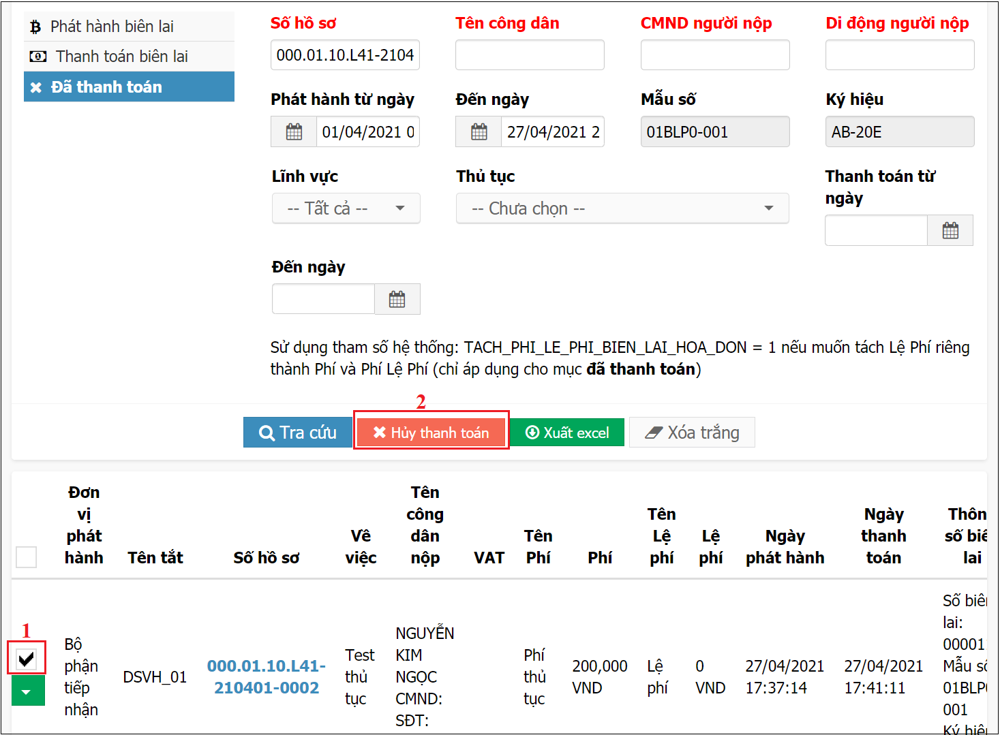 Phát hành biên lai
Thanh toán biên lai
Đã thanh toán
Số hồ sơ
Tên công dân
CMND người nộp
Di động người nộp
000.01.10.L41-2104
Phát hành từ ngày
Đến ngày
Mẫu số
Ký hiệu
01/04/2021 0
27/04/2021 2
01BLP0-001
AB-20E
Lĩnh vực
Thủ tục
Thanh toán từ
ngày
-- Tất cả --
-- Chưa chọn --
Đến ngày
Sử dụng tham số hệ thống: TACH_PHI_LE_PHI_BIEN_LAI_HOA_DON = 1 nếu muốn tách Lệ Phí riêng
thành Phí và Phí Lệ Phí (chỉ áp dụng cho mục đã thanh toán)
2
Tra cứu
Hủy thanh toán
Xuất excel
Xóa trắng
Đơn
vị
phát
hành
Tên tắt
Số hồ sơ
Về
việc
Tên
công
dân
nộp
VAT
Tên
Phí
Phí
Tên
Lệ
phí
Lệ
phí
Ngày
phát hành
Ngày
thanh
toán
Thôn
số biê
lai
1
Bộ
phận
tiếp
nhận
DSVH_01
000.01.10.L41-
210401-0002
Test
thủ
tục
NGUYỄN
KIM
NGỌC
CMND:
SĐT:
Phí
thủ
tục
200,000
VND
Lệ
phí
0
VND
27/04/2021
17:37:14
27/04/2021
17:41:11
Số biên
lai:
00001
Mẫu số
01BLP
001
Ký hiện